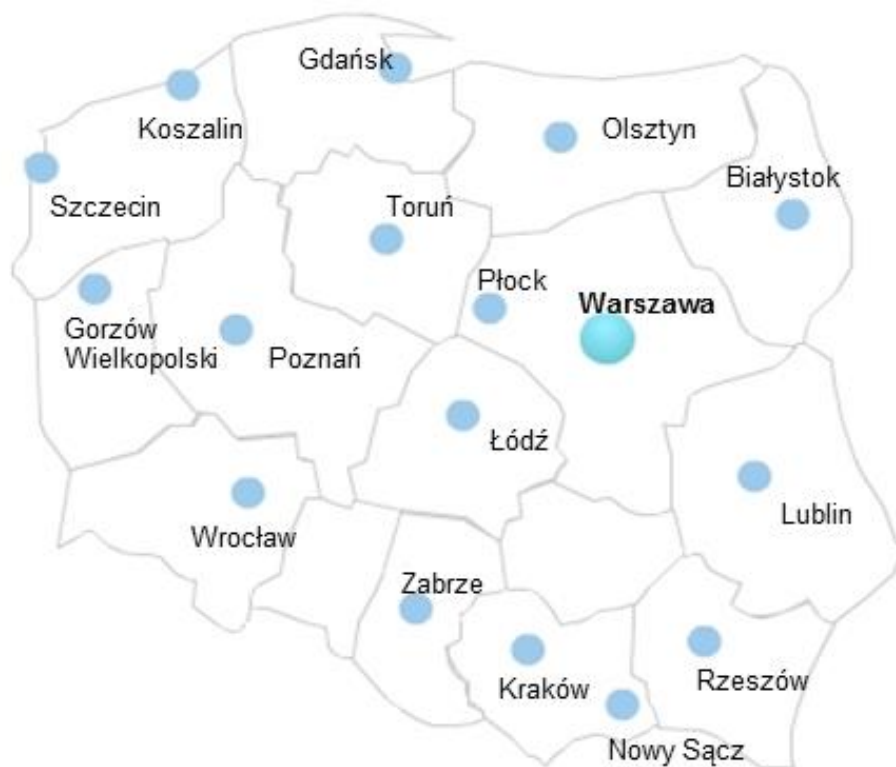 Gdańsk
Koszalin
Olsztyn
Białystok
Szczecin
Toruń
Płock
Warszawa
Gorzów
Wielkopolski
Poznań
Łódź
Lublin
Wrocław
Zabrze
Kraków
Rzeszów
Nowy Sącz